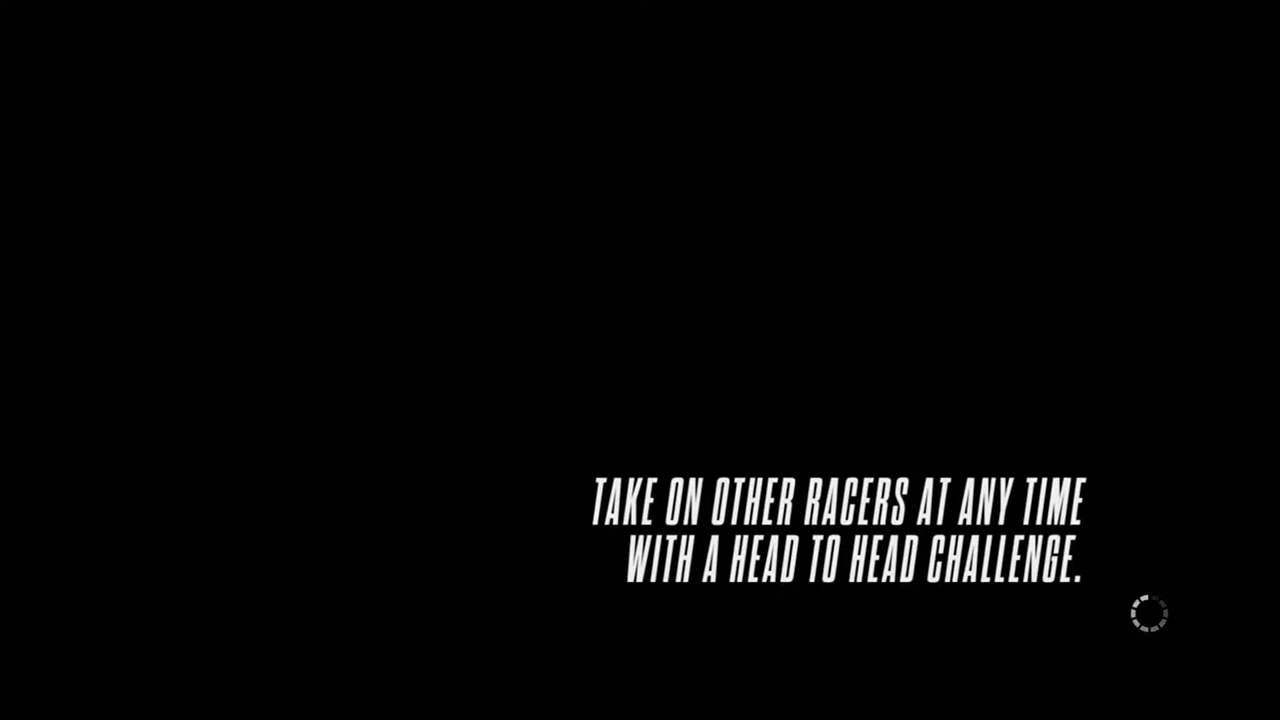 TAKE ON OTHER RACERS AT ANY TIME
WITH A HEAD TO HEAD CHALLENGE.